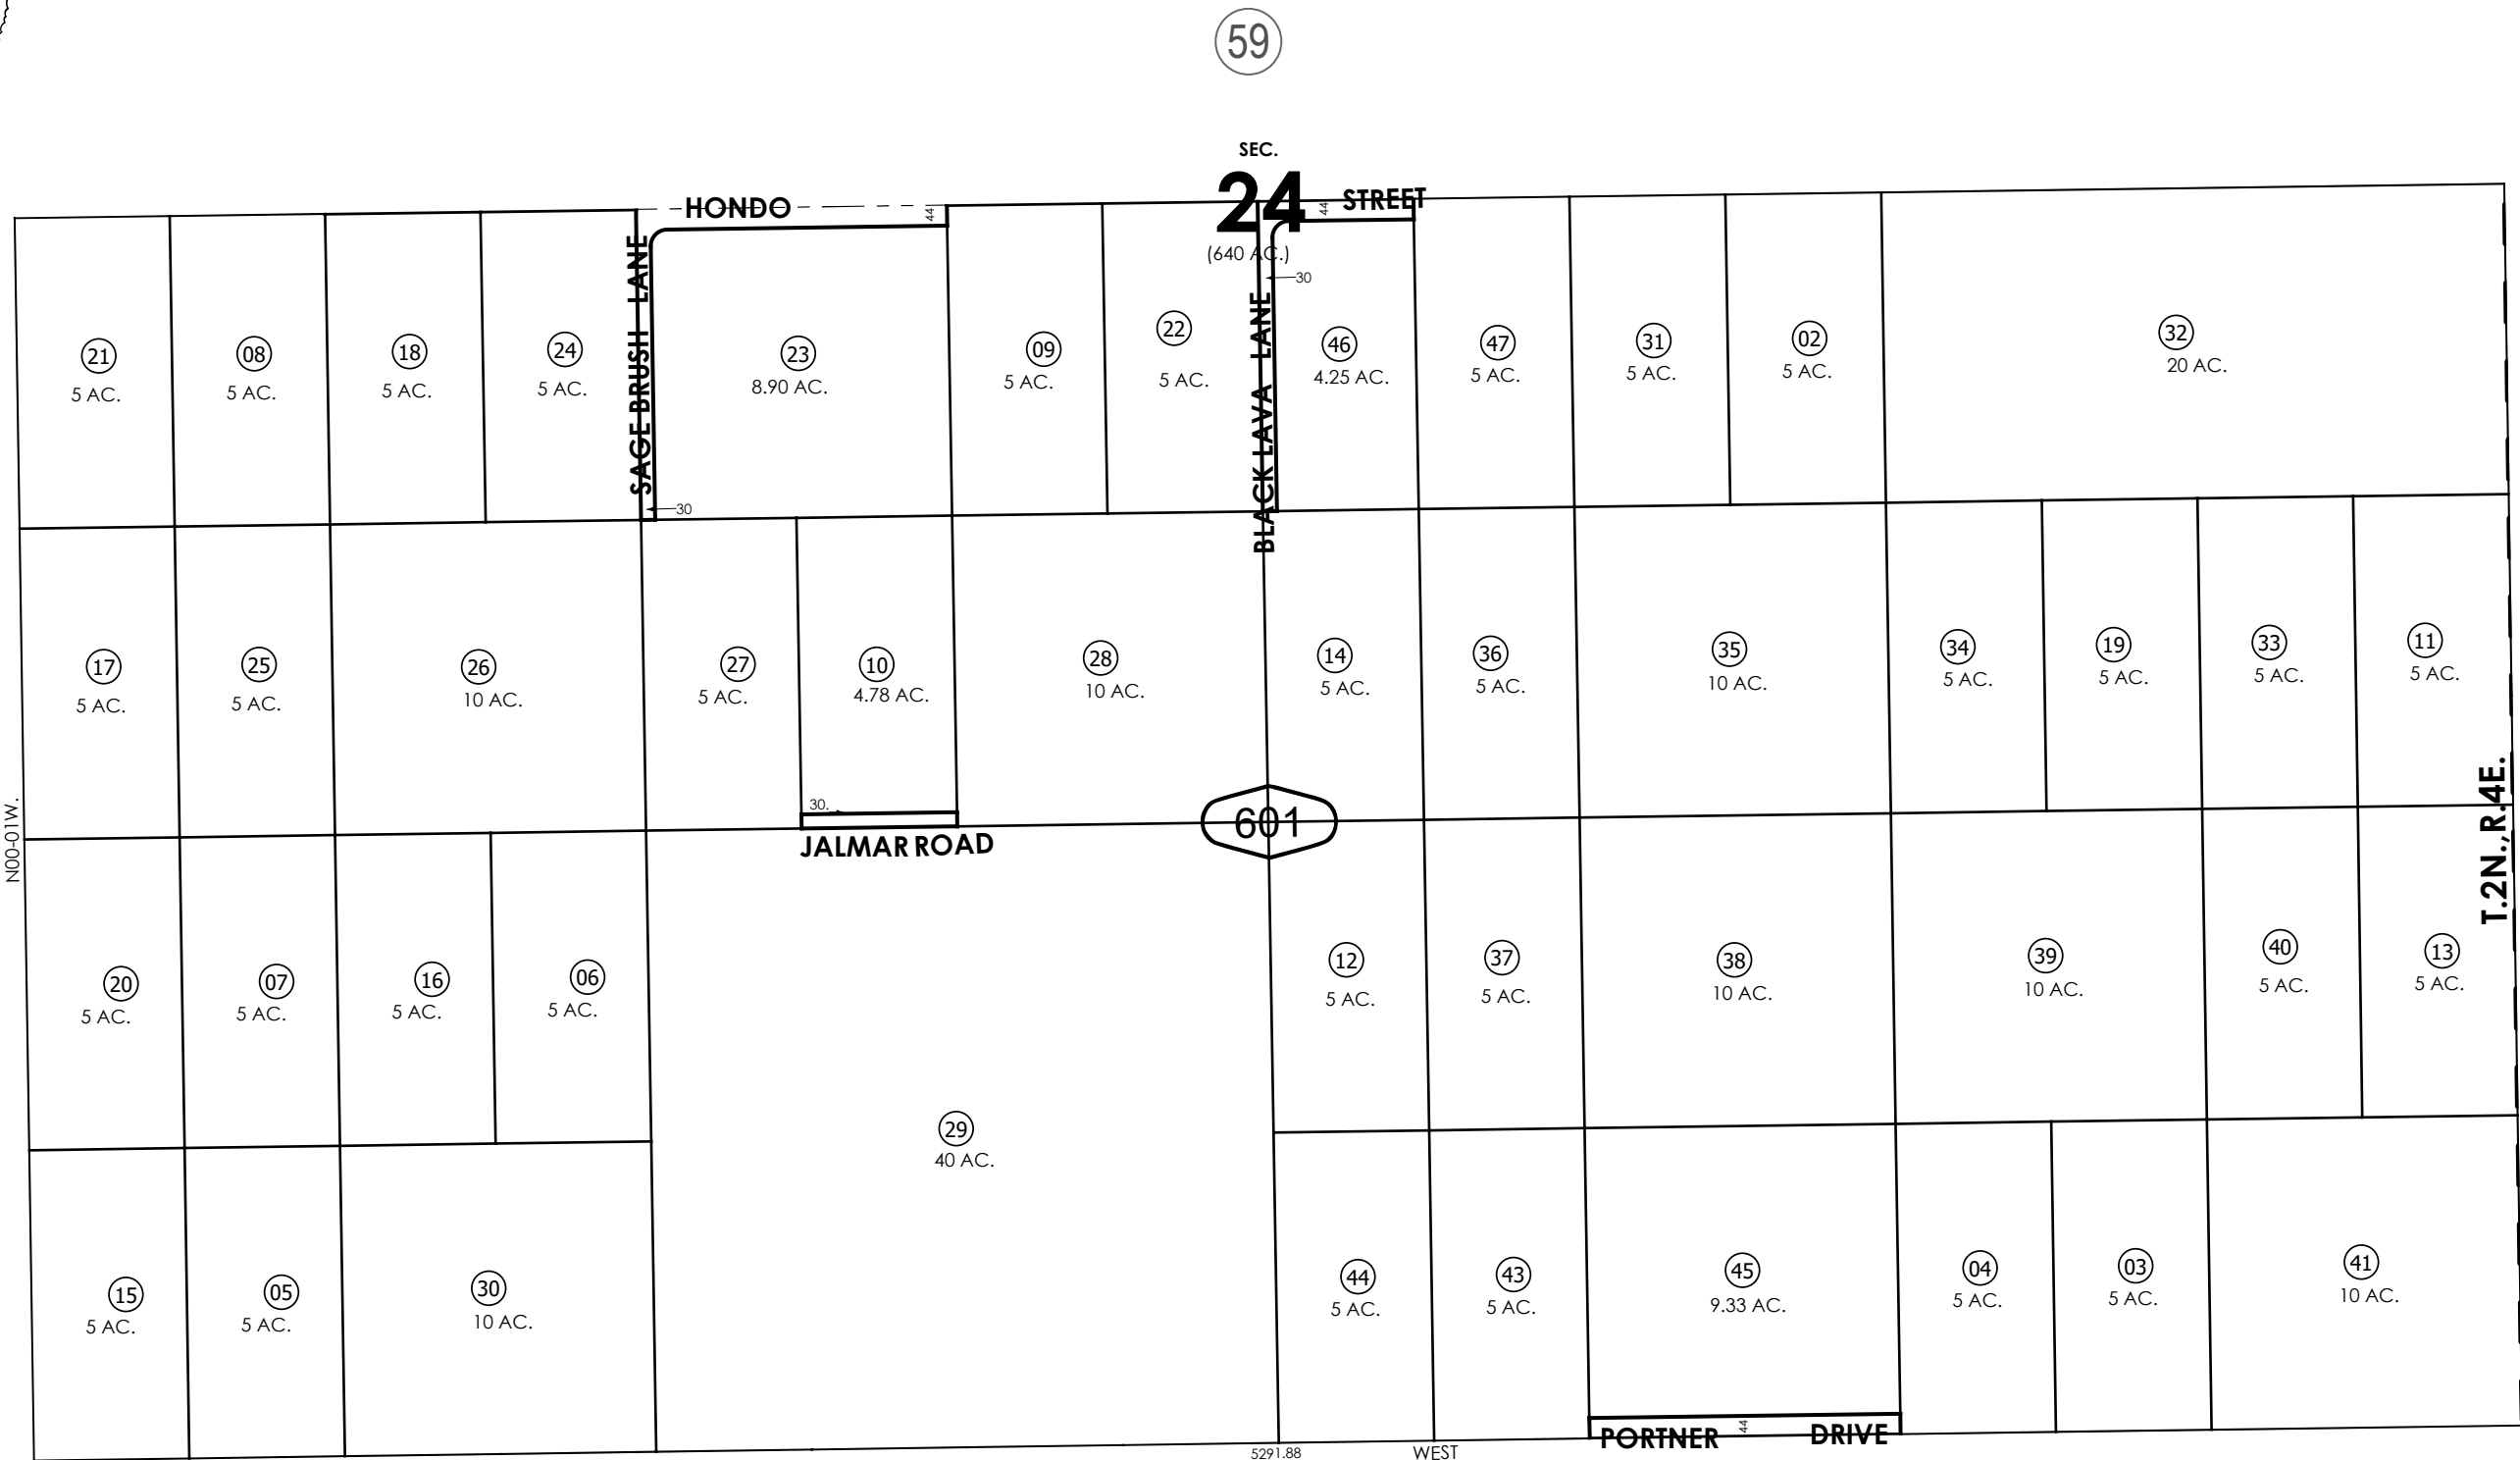 59
SEC.
24
(640 AC.)
HONDO
44
44
STREET
SAGE BRUSH LANE
30
BLACK LAVA LANE
30
21
5 AC.
08
5 AC.
18
5 AC.
24
5 AC.
23
8.90 AC.
09
5 AC.
22
5 AC.
46
4.25 AC.
47
5 AC.
31
5 AC.
02
5 AC.
32
20 AC.
17
5 AC.
25
5 AC.
26
10 AC.
27
5 AC.
10
4.78 AC.
28
10 AC.
14
5 AC.
36
5 AC.
35
10 AC.
34
5 AC.
19
5 AC.
33
5 AC.
11
5 AC.
N00-01W.
30.
JALMAR ROAD
601
T.2N.,R.4E.
20
5 AC.
07
5 AC.
16
5 AC.
06
5 AC.
29
40 AC.
12
5 AC.
37
5 AC.
38
10 AC.
39
10 AC.
40
5 AC.
13
5 AC.
15
5 AC.
05
5 AC.
30
10 AC.
44
5 AC.
43
5 AC.
45
9.33 AC.
04
5 AC.
03
5 AC.
41
10 AC.
PORTNER DRIVE
44
5291.88
WEST